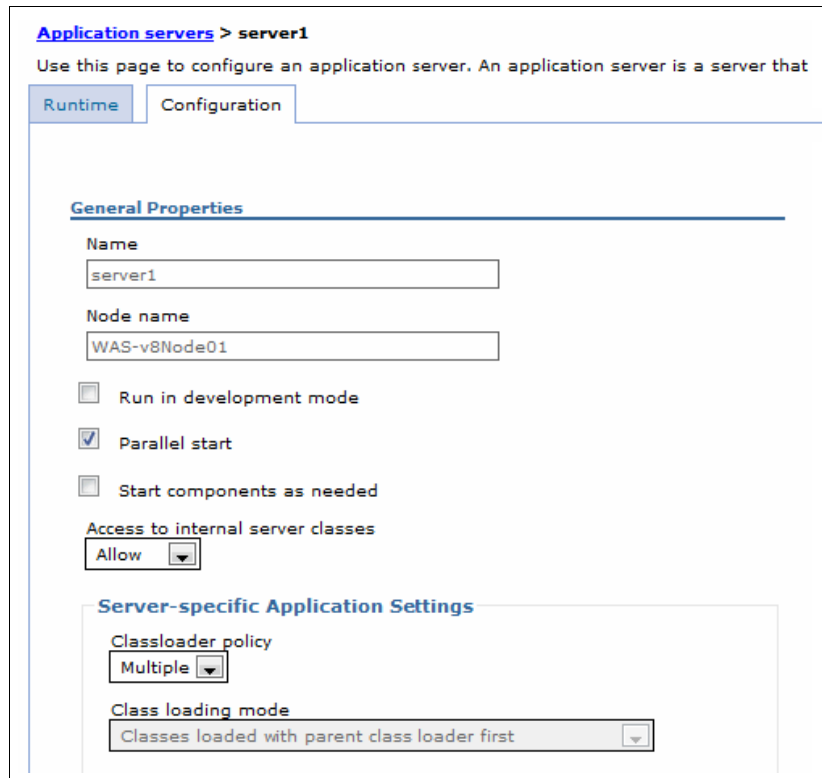 Application servers > server1
Use this page to configure an application server. An application server is a server that
Runtime
Configuration
General Properties
Name
server1
Node name
WAS-v8Node01
Run in development mode
Parallel start
Start components as needed
Access to internal server classes
Allow
Server-specific Application Settings
Classloader policy
Multiple
Class loading mode
Classes loaded with parent class loader first